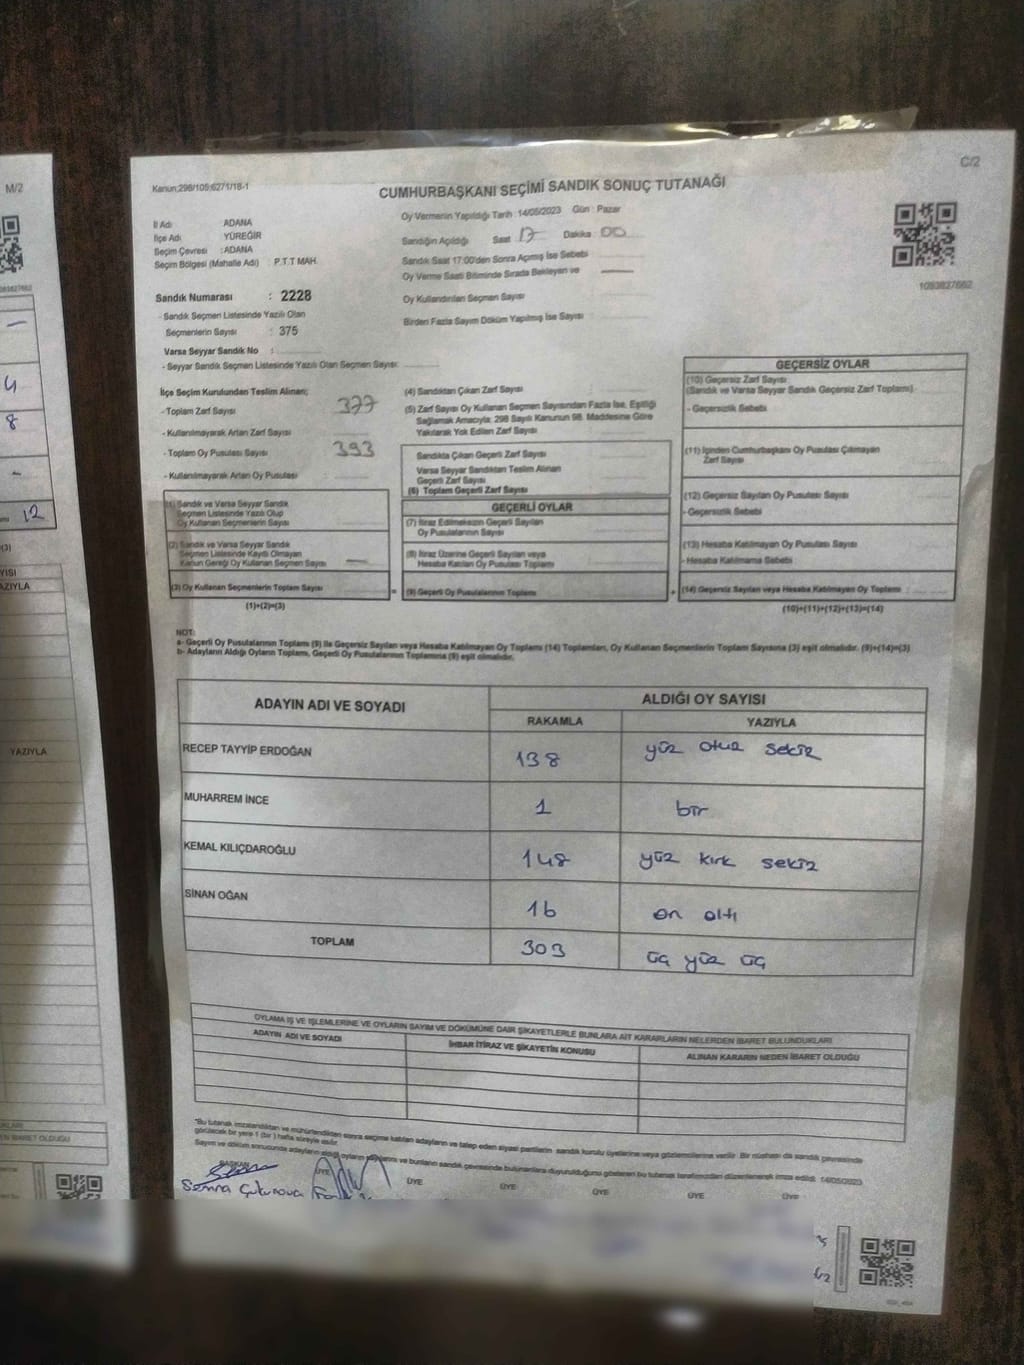 M/2
C/2
Kanun;298/105;6271/18-1
CUMHURBAŞKANI SEÇİMİ SANDIK SONUÇ TUTANAĞI
İl Adı ADANA
İlçe Adı YÜREĞİR
Seçim Çevresi :ADANA
Seçim Bölgesi (Mahalle Adı) : P.T.T MAH.
Oy Vermenin Yapıldığı Tarih :14/05/2023 Gün : Pazar
Sandığın Açıldığı Saat 17 Dakika 00
Sandık Saat 17:00'den Sonra Açımış İse Sebebi
Oy Verme Saati Bitiminde Sırada Bekleyen ve
Oy Kullandırılan Seçmen Sayısı
Birden Fazla Sayım Döküm Yapılmış İse Sayısı
1093827662
Sandık Numarası : 2228
- Sandık Seçmen Listesinde Yazılı Olan
Seçmenlerin Sayısı : 375
Varsa Seyyar Sandık No :
- Seyyar Sandık Seçmen Listesinde Yazılı Olan Seçmen Sayısı:
İlçe Seçim Kurulundan Teslim Alınan;
- Toplam Zarf Sayısı 377
- Kullanılmayarak Artan Zarf Sayısı
- Toplam Oy Pusulası Sayısı 393
- Kullanılmayarak Artan Oy Pusulası
(1) Sandık ve Varsa Seyyar Sandık
Seçmen Listesinde Yazılı Olup
Oy Kullanan Seçmenlerin Sayısı
(2) Sandık ve Varsa Seyyar Sandık
Seçmen Listesinde Kayıtlı Olmayan
Kanun Gereği Oy Kullanan Seçmen Sayısı —
(3) Oy Kullanan Seçmenlerin Toplam Sayısı
(1)+(2)=(3)
(4) Sandıktan Çıkan Zarf Sayısı
(5) Zarf Sayısı Oy Kullanan Seçmen Sayısından Fazla İse, Eşitliği
Sağlamak Amacıyla; 298 Sayılı Kanunun 98. Maddesine Göre
Yakılarak Yok Edilen Zarf Sayısı
Sandıkta Çıkan Geçerli Zarf Sayısı
Varsa Seyyar Sandıktan Teslim Alınan
Geçerli Zarf Sayısı
(6) Toplam Geçerli Zarf Sayısı
GEÇERLİ OYLAR
(7) İtiraz Edilmeksizin Geçerli Sayılan
Oy Pusulalarının Sayısı
(8) İtiraz Üzerine Geçerli Sayılan veya
Hesaba Katılan Oy Pusulası Toplamı
(9) Geçerli Oy Pusulalarının Toplamı
GEÇERSİZ OYLAR
(10) Geçersiz Zarf Sayısı
(Sandık ve Varsa Seyyar Sandık Geçersiz Zarf Toplamı)
- Geçersizlik Sebebi
(11) İçinden Cumhurbaşkanı Oy Pusulası Çıkmayan
Zarf Sayısı
(12) Geçersiz Sayılan Oy Pusulası Sayısı
- Geçersizlik Sebebi
(13) Hesaba Katılmayan Oy Pusulası Sayısı
- Hesaba Katılmama Sebebi
(14) Geçersiz Sayılan veya Hesaba Katılmayan Oy Toplamı
(10)+(11)+(12)+(13)=(14)
NOT:
a- Geçerli Oy Pusulalarının Toplamı (9) ile Geçersiz Sayılan veya Hesaba Katılmayan Oy Toplamı (14) Toplamları, Oy Kullanan Seçmenlerin Toplam Sayısına (3) eşit olmalıdır. (9)+(14)=(3)
b- Adayların Aldığı Oyların Toplamı, Geçerli Oy Pusulalarının Toplamına (9) eşit olmalıdır.
ADAYIN ADI VE SOYADI ALDIĞI OY SAYISI
RAKAMLA YAZIYLA
RECEP TAYYİP ERDOĞAN 138 yüz otuz sekiz
MUHARREM İNCE 1 bir
KEMAL KILIÇDAROĞLU 148 yüz kırk sekiz
SİNAN OĞAN 16 on altı
TOPLAM 303 üç yüz üç
OYLAMA İŞ VE İŞLEMLERİNE VE OYLARIN SAYIM VE DÖKÜMÜNE DAİR ŞİKAYETLERLE BUNLARA AİT KARARLARIN NELERDEN İBARET BULUNDUKLARI
ADAYIN ADI VE SOYADI İHBAR İTİRAZ VE ŞİKAYETİN KONUSU ALINAN KARARIN NEDEN İBARET OLDUĞU
*Bu tutanak imzalandıktan ve mühürlendikten sonra seçime katılan adayların ve talep eden siyasi partilerin sandık kurulu üyelerine/veya gözlemcilerine verilir. Bir nüshası da sandık çevresinde
görülecek bir yere 1 (bir) hafta süreyle asılır.
Sayım ve döküm sonucunda adayların aldığı oyların sayılarını ve bunların sandık çevresinde bulunanlara duyurulduğunu gösteren bu tutanak tarafımızdan düzenlenerek imza edildi. 14/05/2023
BAŞKAN ÜYE ÜYE ÜYE ÜYE ÜYE ÜYE
Semra
4
8
12
(3)
YAZIYLA
YAZIYLA